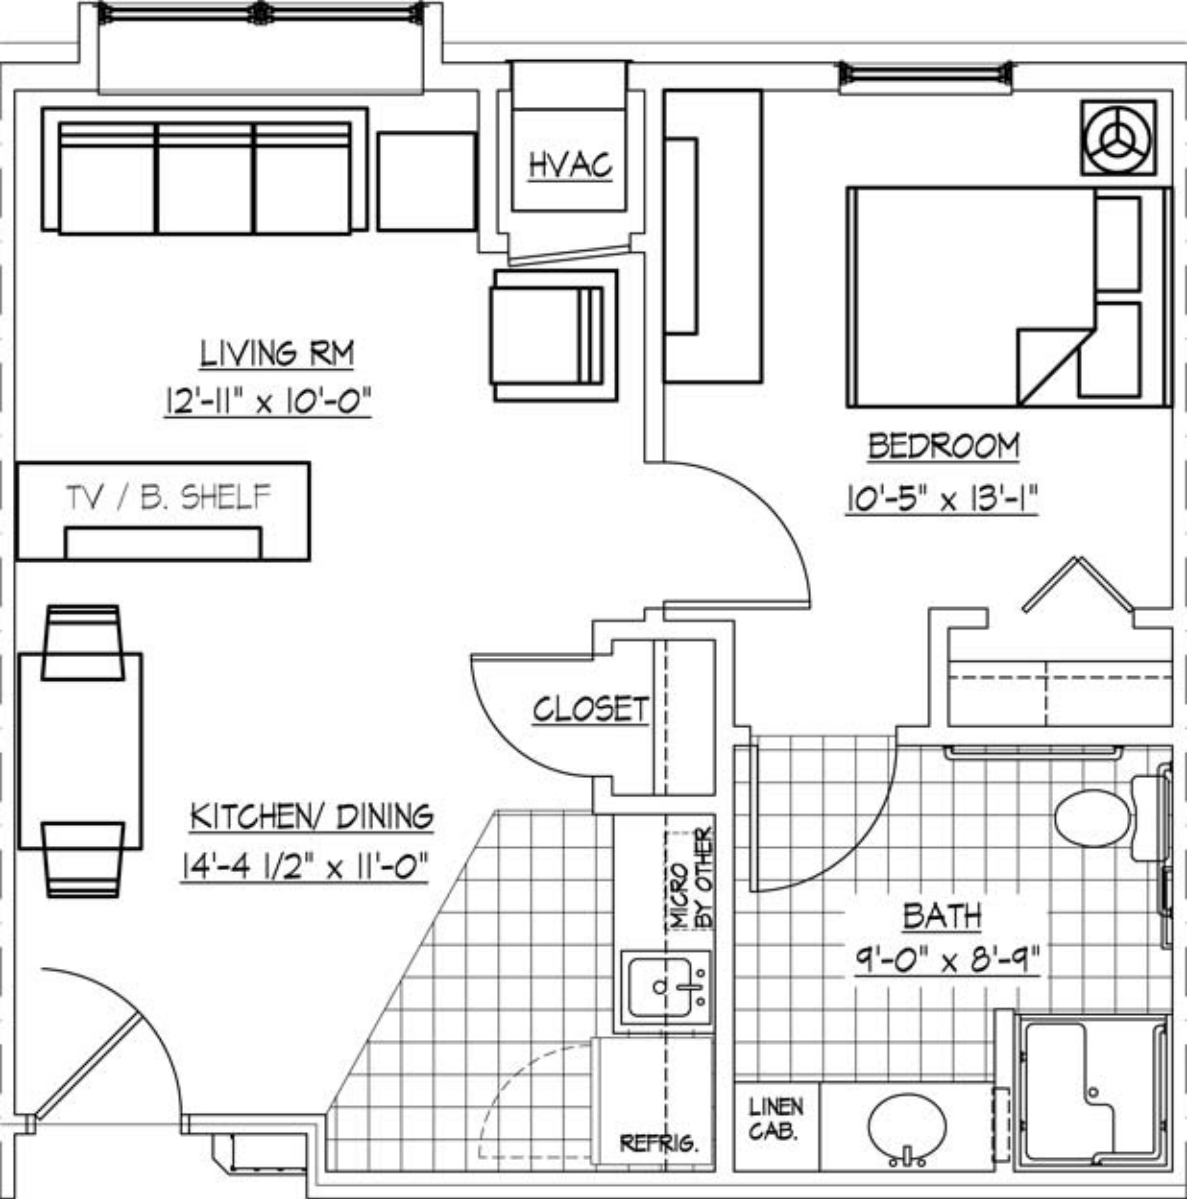 HVAC
LIVING RM
12'-11" x 10'-0"
BEDROOM
10'-5" x 13'-1"
TV / B. SHELF
CLOSET
KITCHEN/ DINING
14'-4 1/2" x 11'-0"
MICRO
BY OTHER
BATH
9'-0" x 8'-9"
LINEN
CAB.
REFRIG.